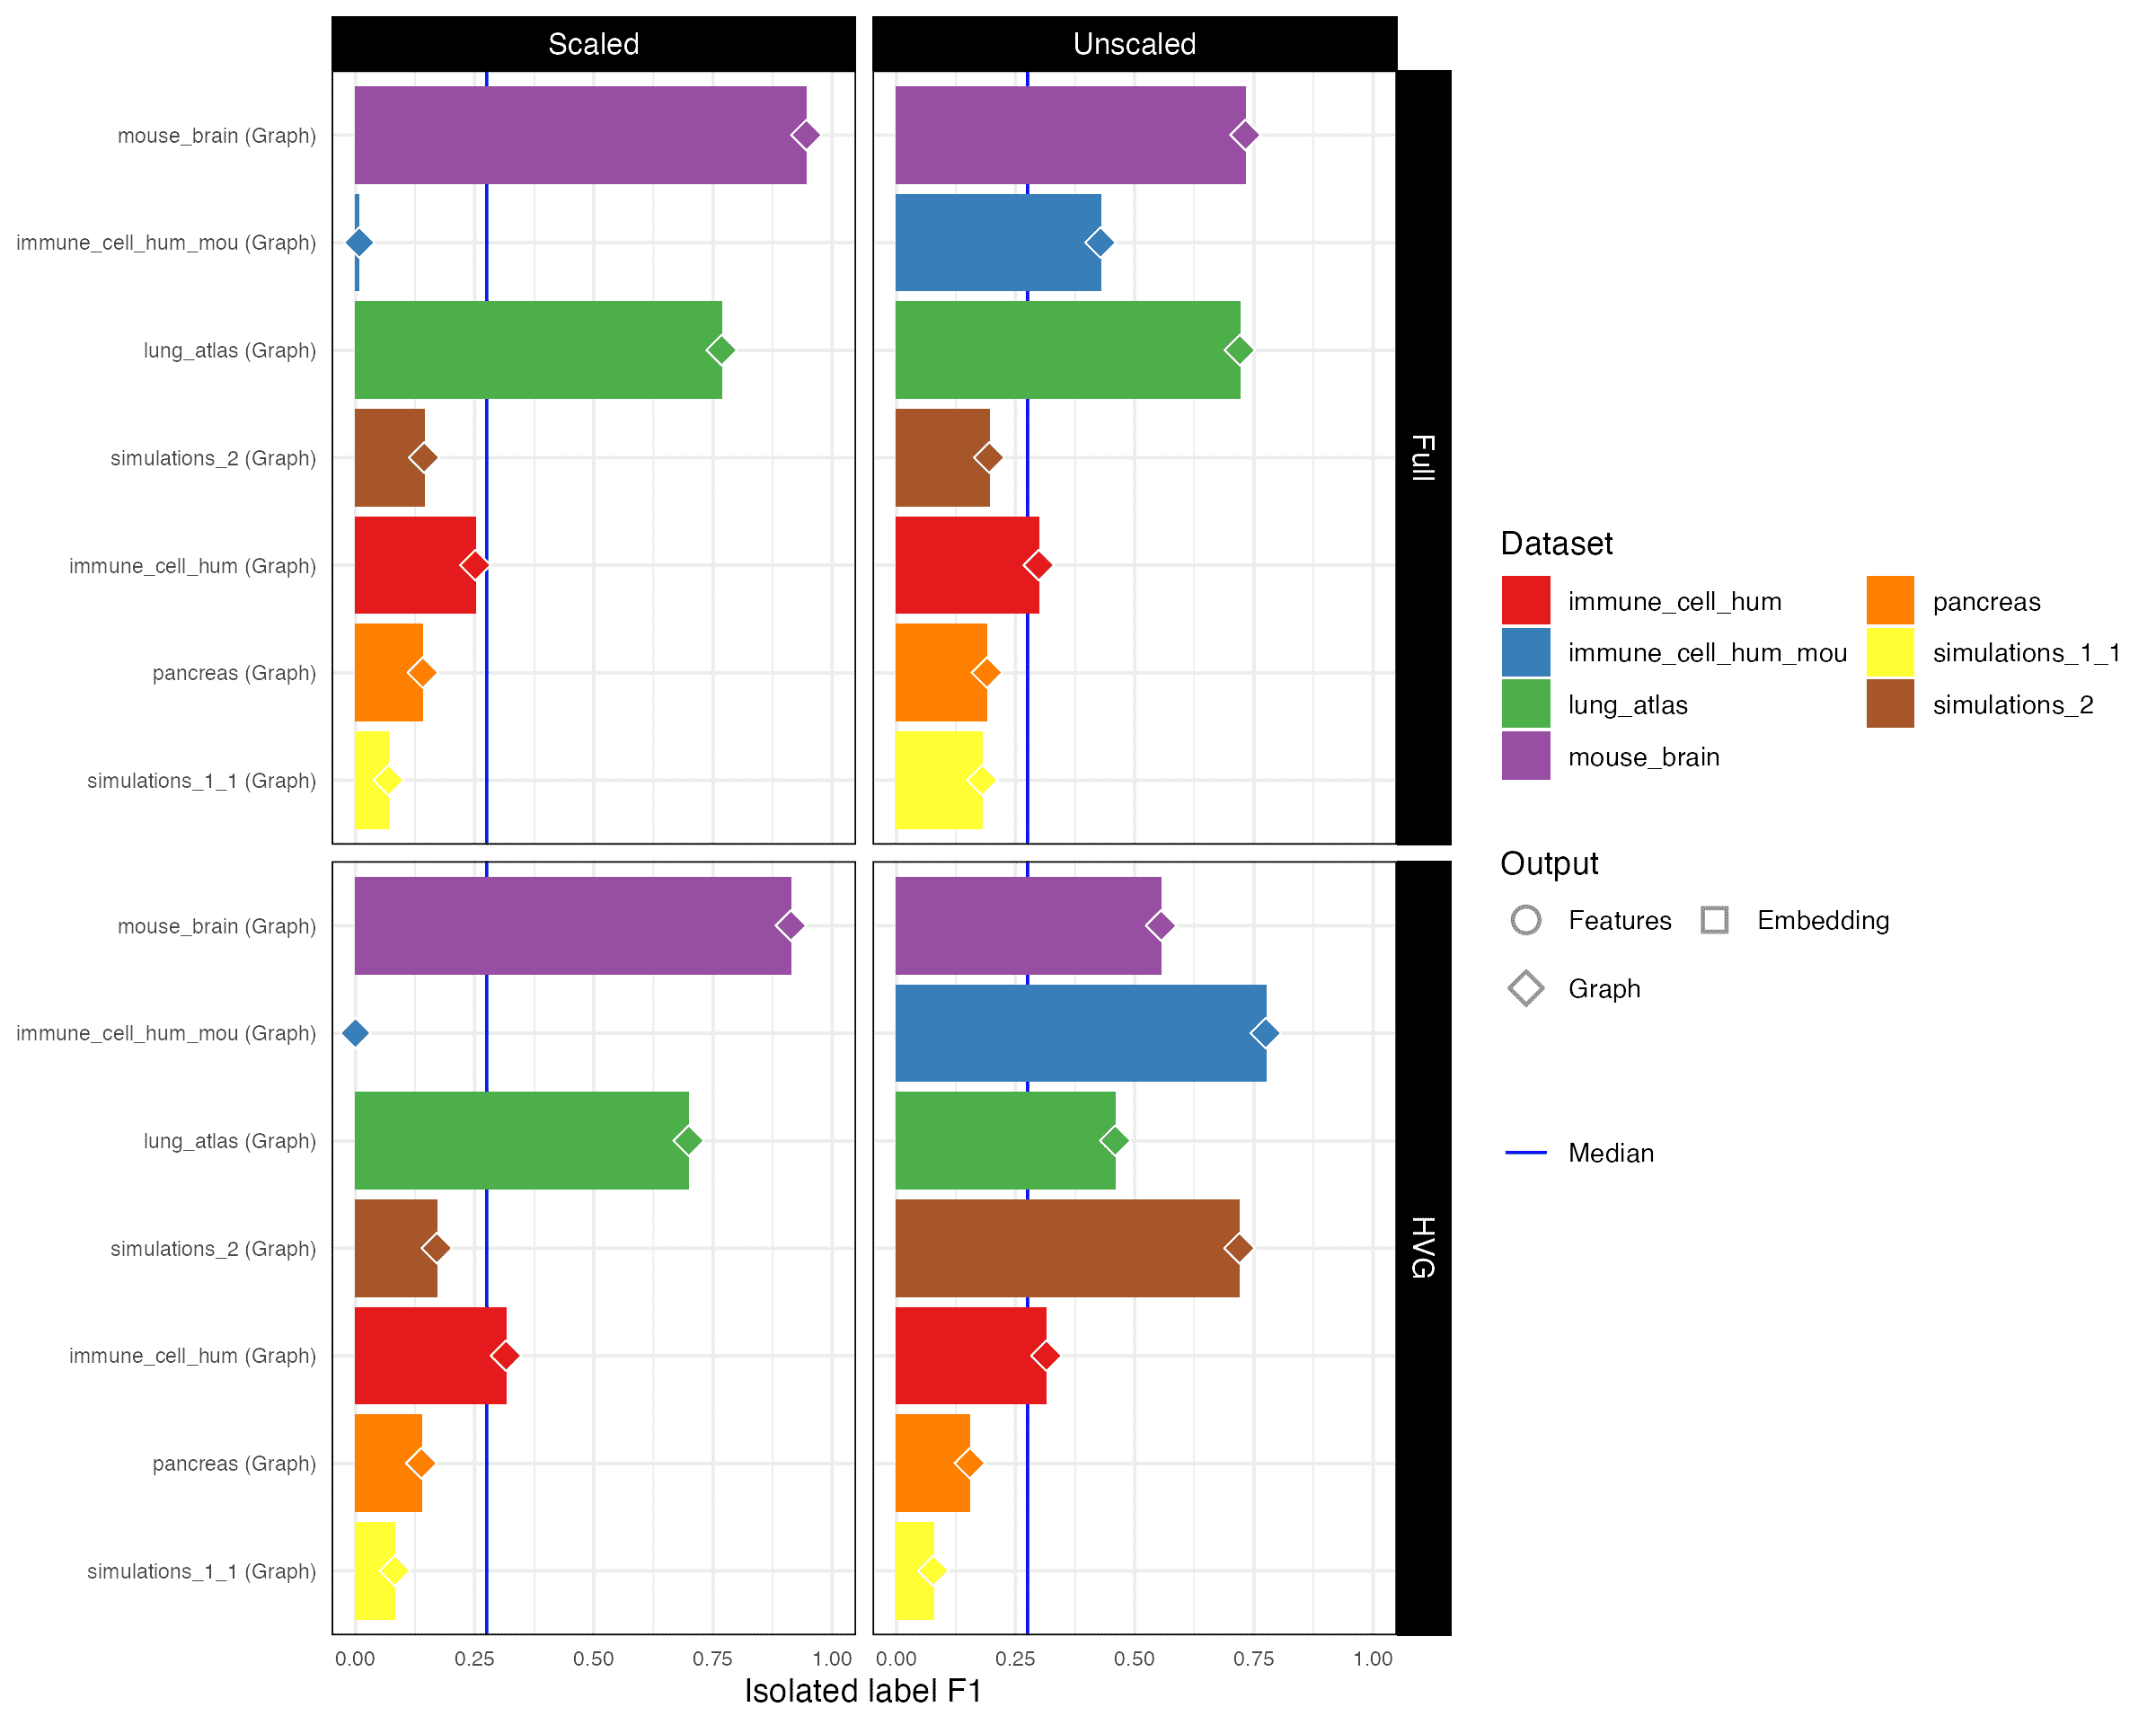 Scaled
Unscaled
mouse_brain (Graph)
immune_cell_hum_mou (Graph)
lung_atlas (Graph)
simulations_2 (Graph)
immune_cell_hum (Graph)
pancreas (Graph)
simulations_1_1 (Graph)
Full
mouse_brain (Graph)
immune_cell_hum_mou (Graph)
lung_atlas (Graph)
simulations_2 (Graph)
immune_cell_hum (Graph)
pancreas (Graph)
simulations_1_1 (Graph)
HVG
0.00 0.25 0.50 0.75 1.00
0.00 0.25 0.50 0.75 1.00
Isolated label F1
Dataset
immune_cell_hum
immune_cell_hum_mou
lung_atlas
mouse_brain
pancreas
simulations_1_1
simulations_2
Output
Features
Embedding
Graph
Median